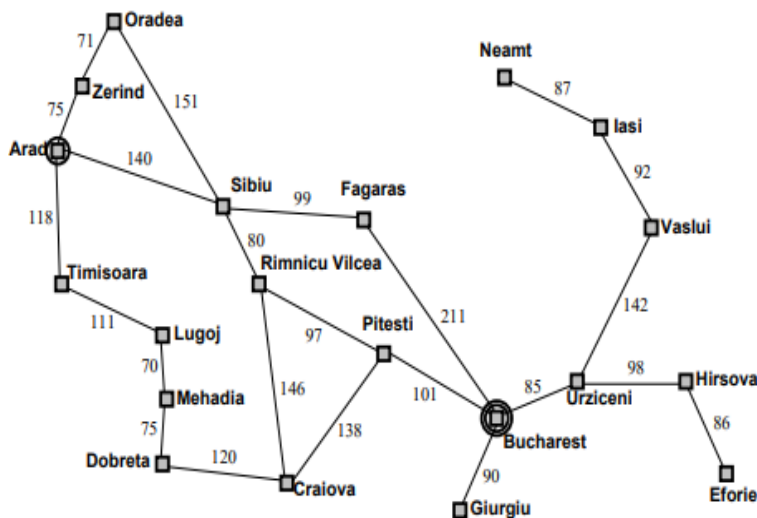 Oradea
71
Neamt
87
Zerind
151
75
Iasi
Arad
140
92
Sibiu
Fagaras
99
118
Vaslui
80
Timisoara
Rimnicu Vilcea
142
111
211
Lugoj
97
Pitesti
70
98
Hirsova
146
101
85
Mehadia
Urziceni
86
75
138
Bucharest
Dobreta
120
90
Eforie
Craiova
Giurgiu